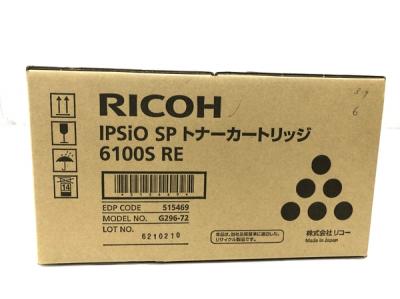 RICOH
IPSiO SP トナーカートリッジ
6100S RE
EDP CODE 515469
MODEL NO. G296-72
LOT NO.
6210210
14
株式会社リコー
Made in Japan